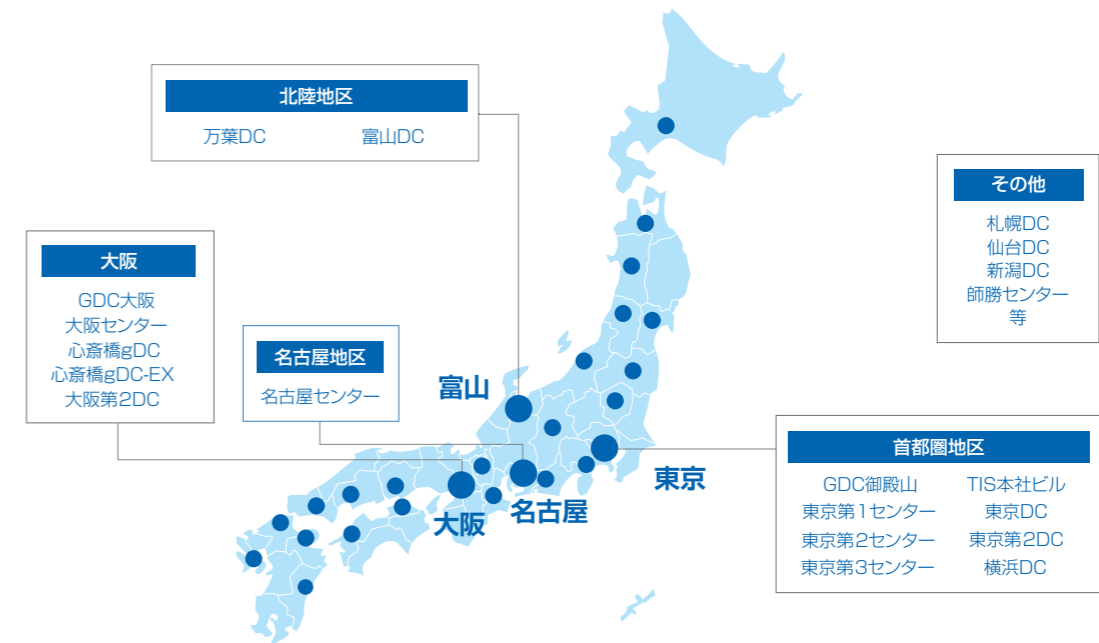 北陸地区
万葉DC 富山DC
その他
札幌DC
仙台DC
新潟DC
師勝センター
等
大阪
GDC大阪
大阪センター
心斎橋gDC
心斎橋gDC-EX
大阪第2DC
名古屋地区
名古屋センター
富山
東京
名古屋
大阪
首都圏地区
GDC御殿山 TIS本社ビル
東京第1センター 東京DC
東京第2センター 東京第2DC
東京第3センター 横浜DC